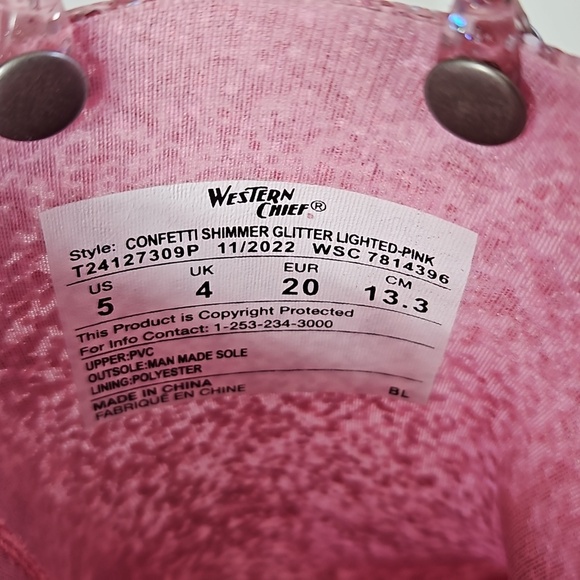 WESTERN
CHIEF®
Style: CONFETTI SHIMMER GLITTER LIGHTED-PINK
T24127309P 11/2022 WSC 7814396
US UK EUR CM
5 4 20 13.3
This Product is Copyright Protected
For Info Contact: 1-253-234-3000
UPPER:PVC
OUTSOLE:MAN MADE SOLE
LINING:POLYESTER
MADE IN CHINA BL
FABRIQUÉ EN CHINE